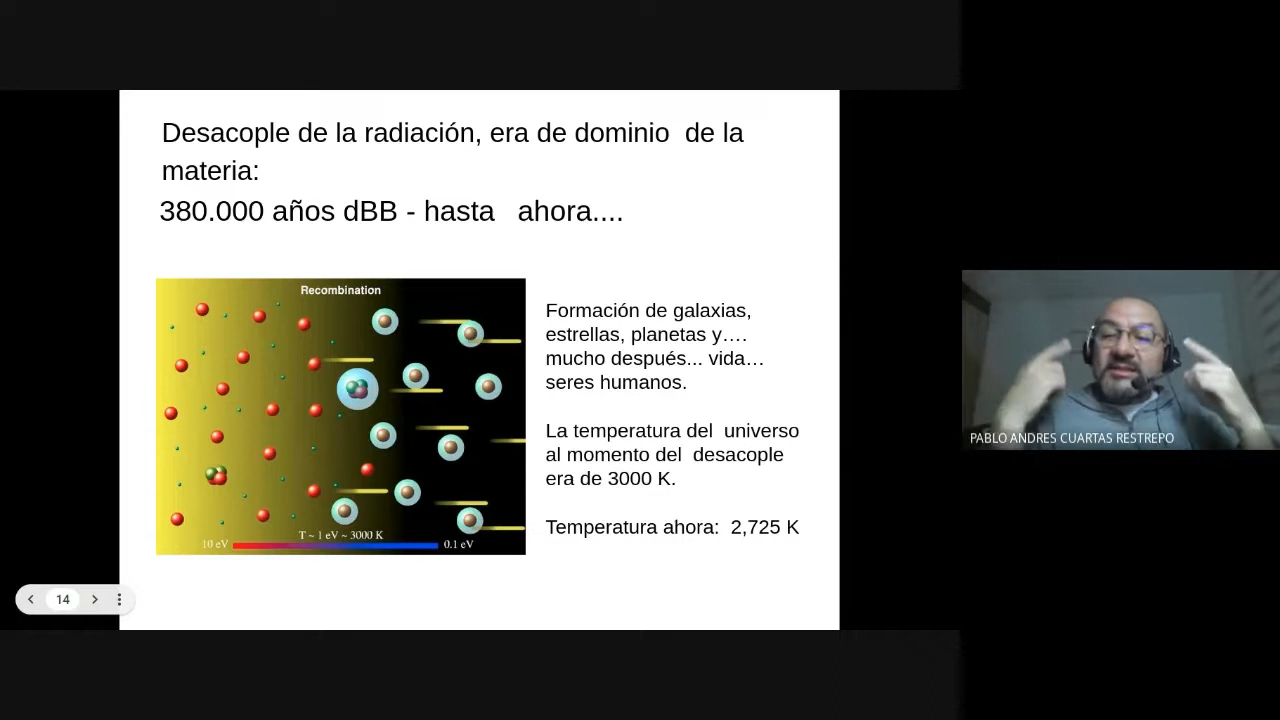 Desacople de la radiación, era de dominio de la
materia:
380.000 años dBB - hasta ahora....
Recombination
T ~ 1 eV ~ 3000 K
10 eV
0.1 eV
Formación de galaxias,
estrellas, planetas y….
mucho después... vida…
seres humanos.
La temperatura del universo
al momento del desacople
era de 3000 K.
Temperatura ahora: 2,725 K
14
PABLO ANDRES CUARTAS RESTREPO